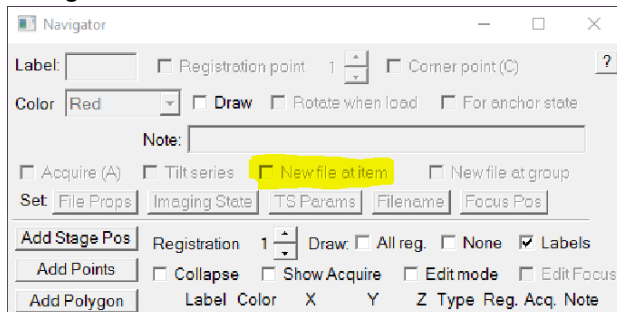 Navigator
Label: Registration point 1 Corner point (C) ?
Color Red Draw Rotate when load For anchor state
Note:
Acquire (A) Tilt series New file at item New file at group
Set: File Props Imaging State TS Params Filename Focus Pos
Add Stage Pos Registration 1 Draw: All reg. None Labels
Add Points Collapse Show Acquire Edit mode Edit Focus
Add Polygon Label Color X Y Z Type Reg. Acq. Note